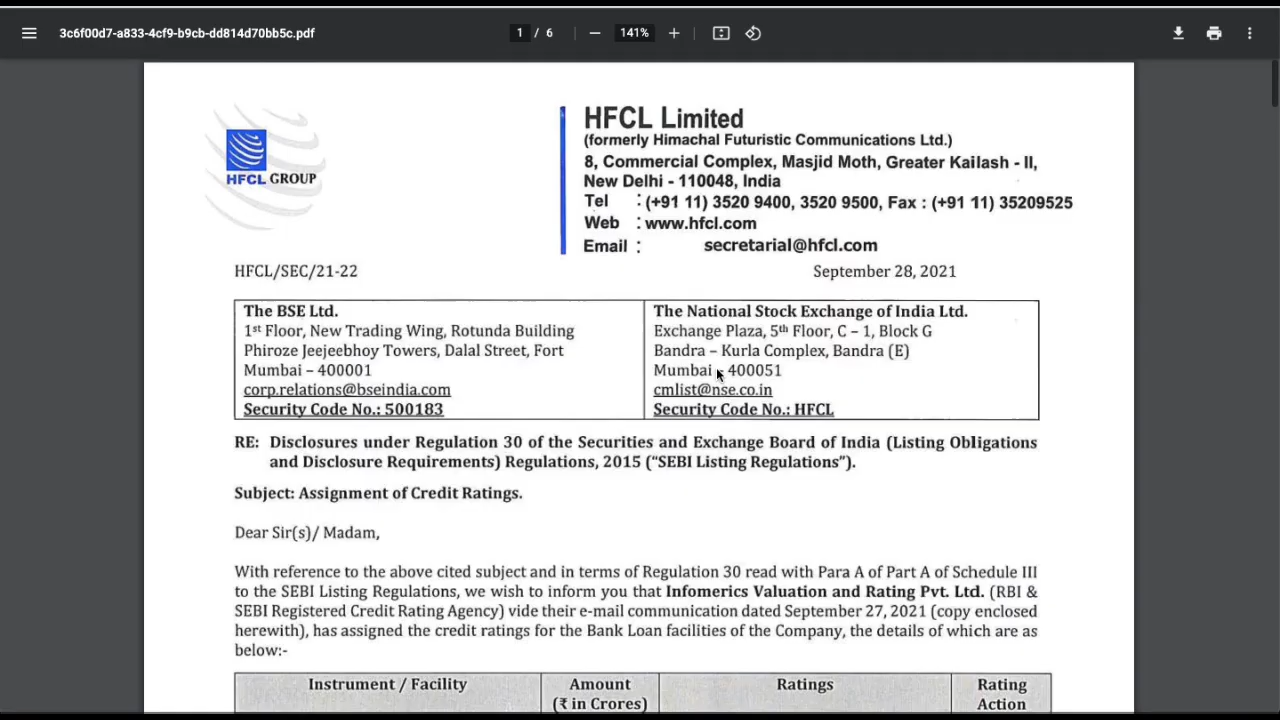 3c6f00d7-a833-4cf9-b9cb-dd814d70bb5c.pdf
1 / 6
141%
HFCL GROUP
HFCL Limited
(formerly Himachal Futuristic Communications Ltd.)
8, Commercial Complex, Masjid Moth, Greater Kailash - II,
New Delhi - 110048, India
Tel : (+91 11) 3520 9400, 3520 9500, Fax : (+91 11) 35209525
Web : www.hfcl.com
Email : secretarial@hfcl.com
HFCL/SEC/21-22
September 28, 2021
The BSE Ltd.
1st Floor, New Trading Wing, Rotunda Building
Phiroze Jeejeebhoy Towers, Dalal Street, Fort
Mumbai – 400001
corp.relations@bseindia.com
Security Code No.: 500183
The National Stock Exchange of India Ltd.
Exchange Plaza, 5th Floor, C – 1, Block G
Bandra – Kurla Complex, Bandra (E)
Mumbai – 400051
cmlist@nse.co.in
Security Code No.: HFCL
RE: Disclosures under Regulation 30 of the Securities and Exchange Board of India (Listing Obligations
and Disclosure Requirements) Regulations, 2015 (“SEBI Listing Regulations”).
Subject: Assignment of Credit Ratings.
Dear Sir(s)/ Madam,
With reference to the above cited subject and in terms of Regulation 30 read with Para A of Part A of Schedule III
to the SEBI Listing Regulations, we wish to inform you that Infomerics Valuation and Rating Pvt. Ltd. (RBI &
SEBI Registered Credit Rating Agency) vide their e-mail communication dated September 27, 2021 (copy enclosed
herewith), has assigned the credit ratings for the Bank Loan facilities of the Company, the details of which are as
below:-
Instrument / Facility
Amount
(₹ in Crores)
Ratings
Rating
Action